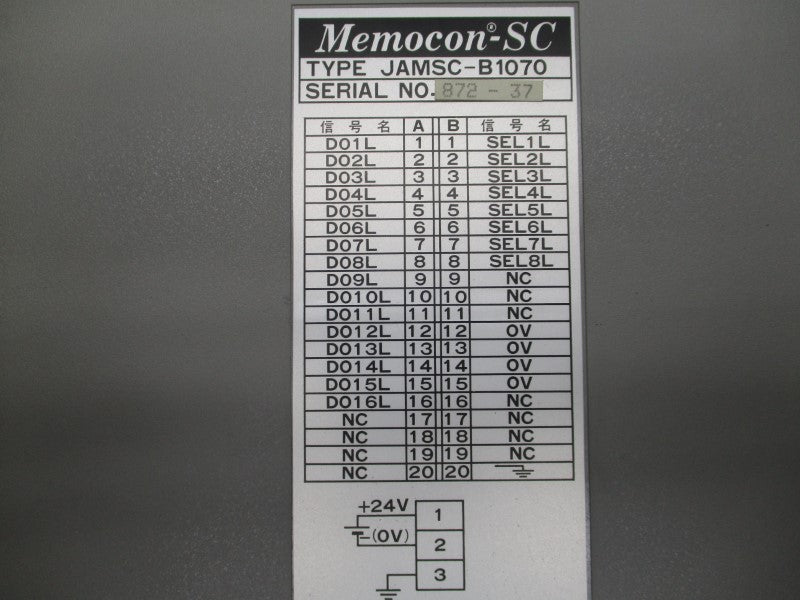 Memocon®-SC
TYPE JAMSC-B1070
SERIAL NO. 872 - 37
信号名 A B 信号名
D01L 1 1 SEL1L
D02L 2 2 SEL2L
D03L 3 3 SEL3L
D04L 4 4 SEL4L
D05L 5 5 SEL5L
D06L 6 6 SEL6L
D07L 7 7 SEL7L
D08L 8 8 SEL8L
D09L 9 9 NC
D010L 10 10 NC
D011L 11 11 NC
D012L 12 12 0V
D013L 13 13 0V
D014L 14 14 0V
D015L 15 15 0V
D016L 16 16 NC
NC 17 17 NC
NC 18 18 NC
NC 19 19 NC
NC 20 20
+24V 1
-(0V) 2
3